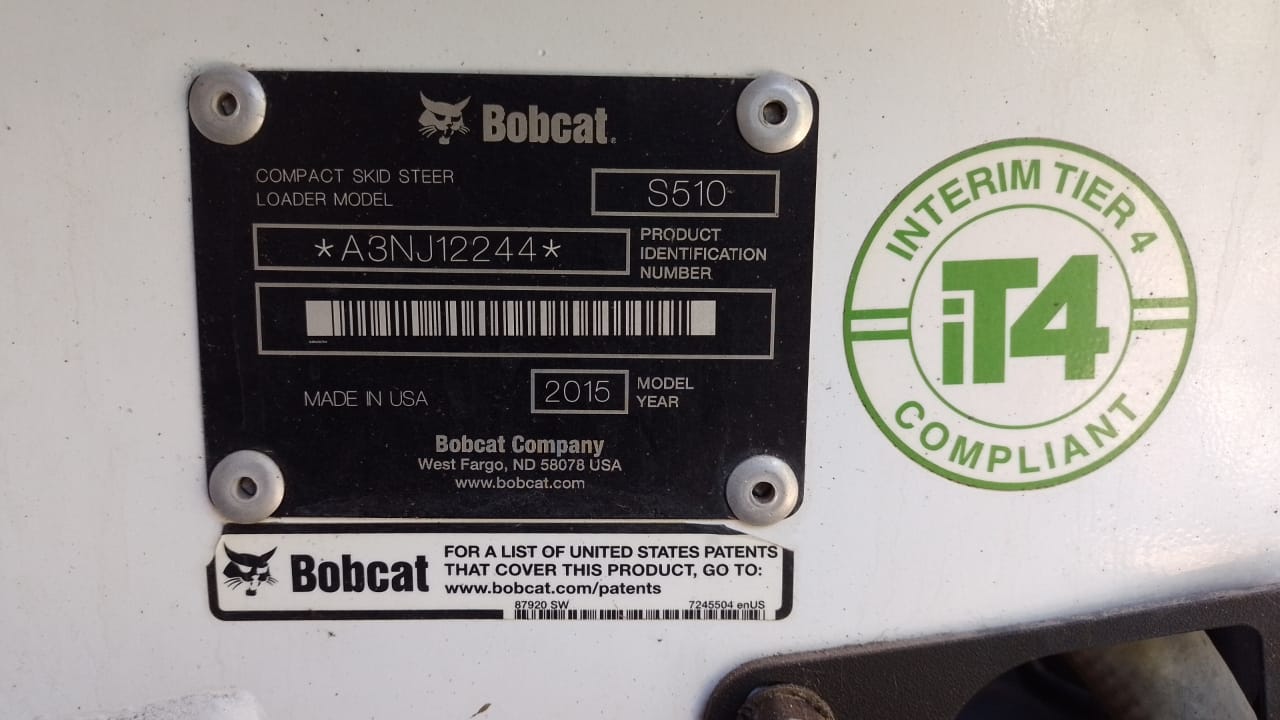 Bobcat
COMPACT SKID STEER
LOADER MODEL
S510
*A3NJ12244*
PRODUCT
IDENTIFICATION
NUMBER
MADE IN USA
2015
MODEL
YEAR
Bobcat Company
West Fargo, ND 58078 USA
www.bobcat.com
Bobcat
FOR A LIST OF UNITED STATES PATENTS
THAT COVER THIS PRODUCT, GO TO:
www.bobcat.com/patents
87920 SW
7245504 enUS
INTERIM TIER 4
iT4
COMPLIANT